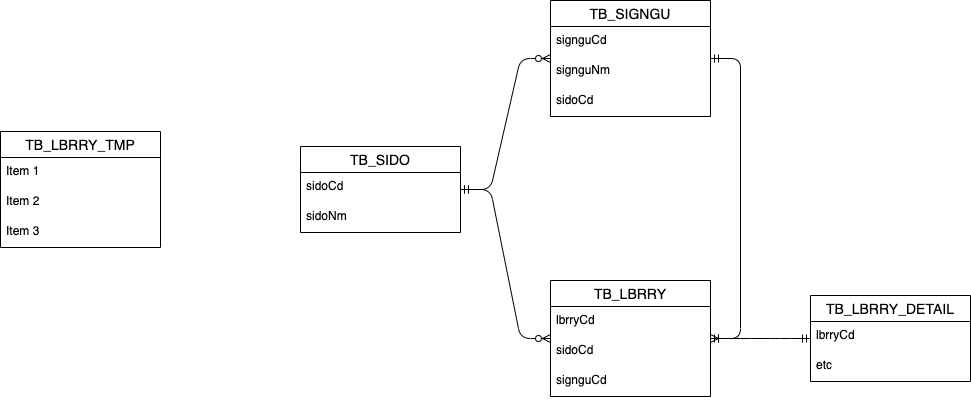 TB_SIGNGU
signguCd
signguNm
sidoCd
TB_LBRRY_TMP
Item 1
Item 2
Item 3
TB_SIDO
sidoCd
sidoNm
TB_LBRRY
lbrryCd
sidoCd
signguCd
TB_LBRRY_DETAIL
lbrryCd
etc